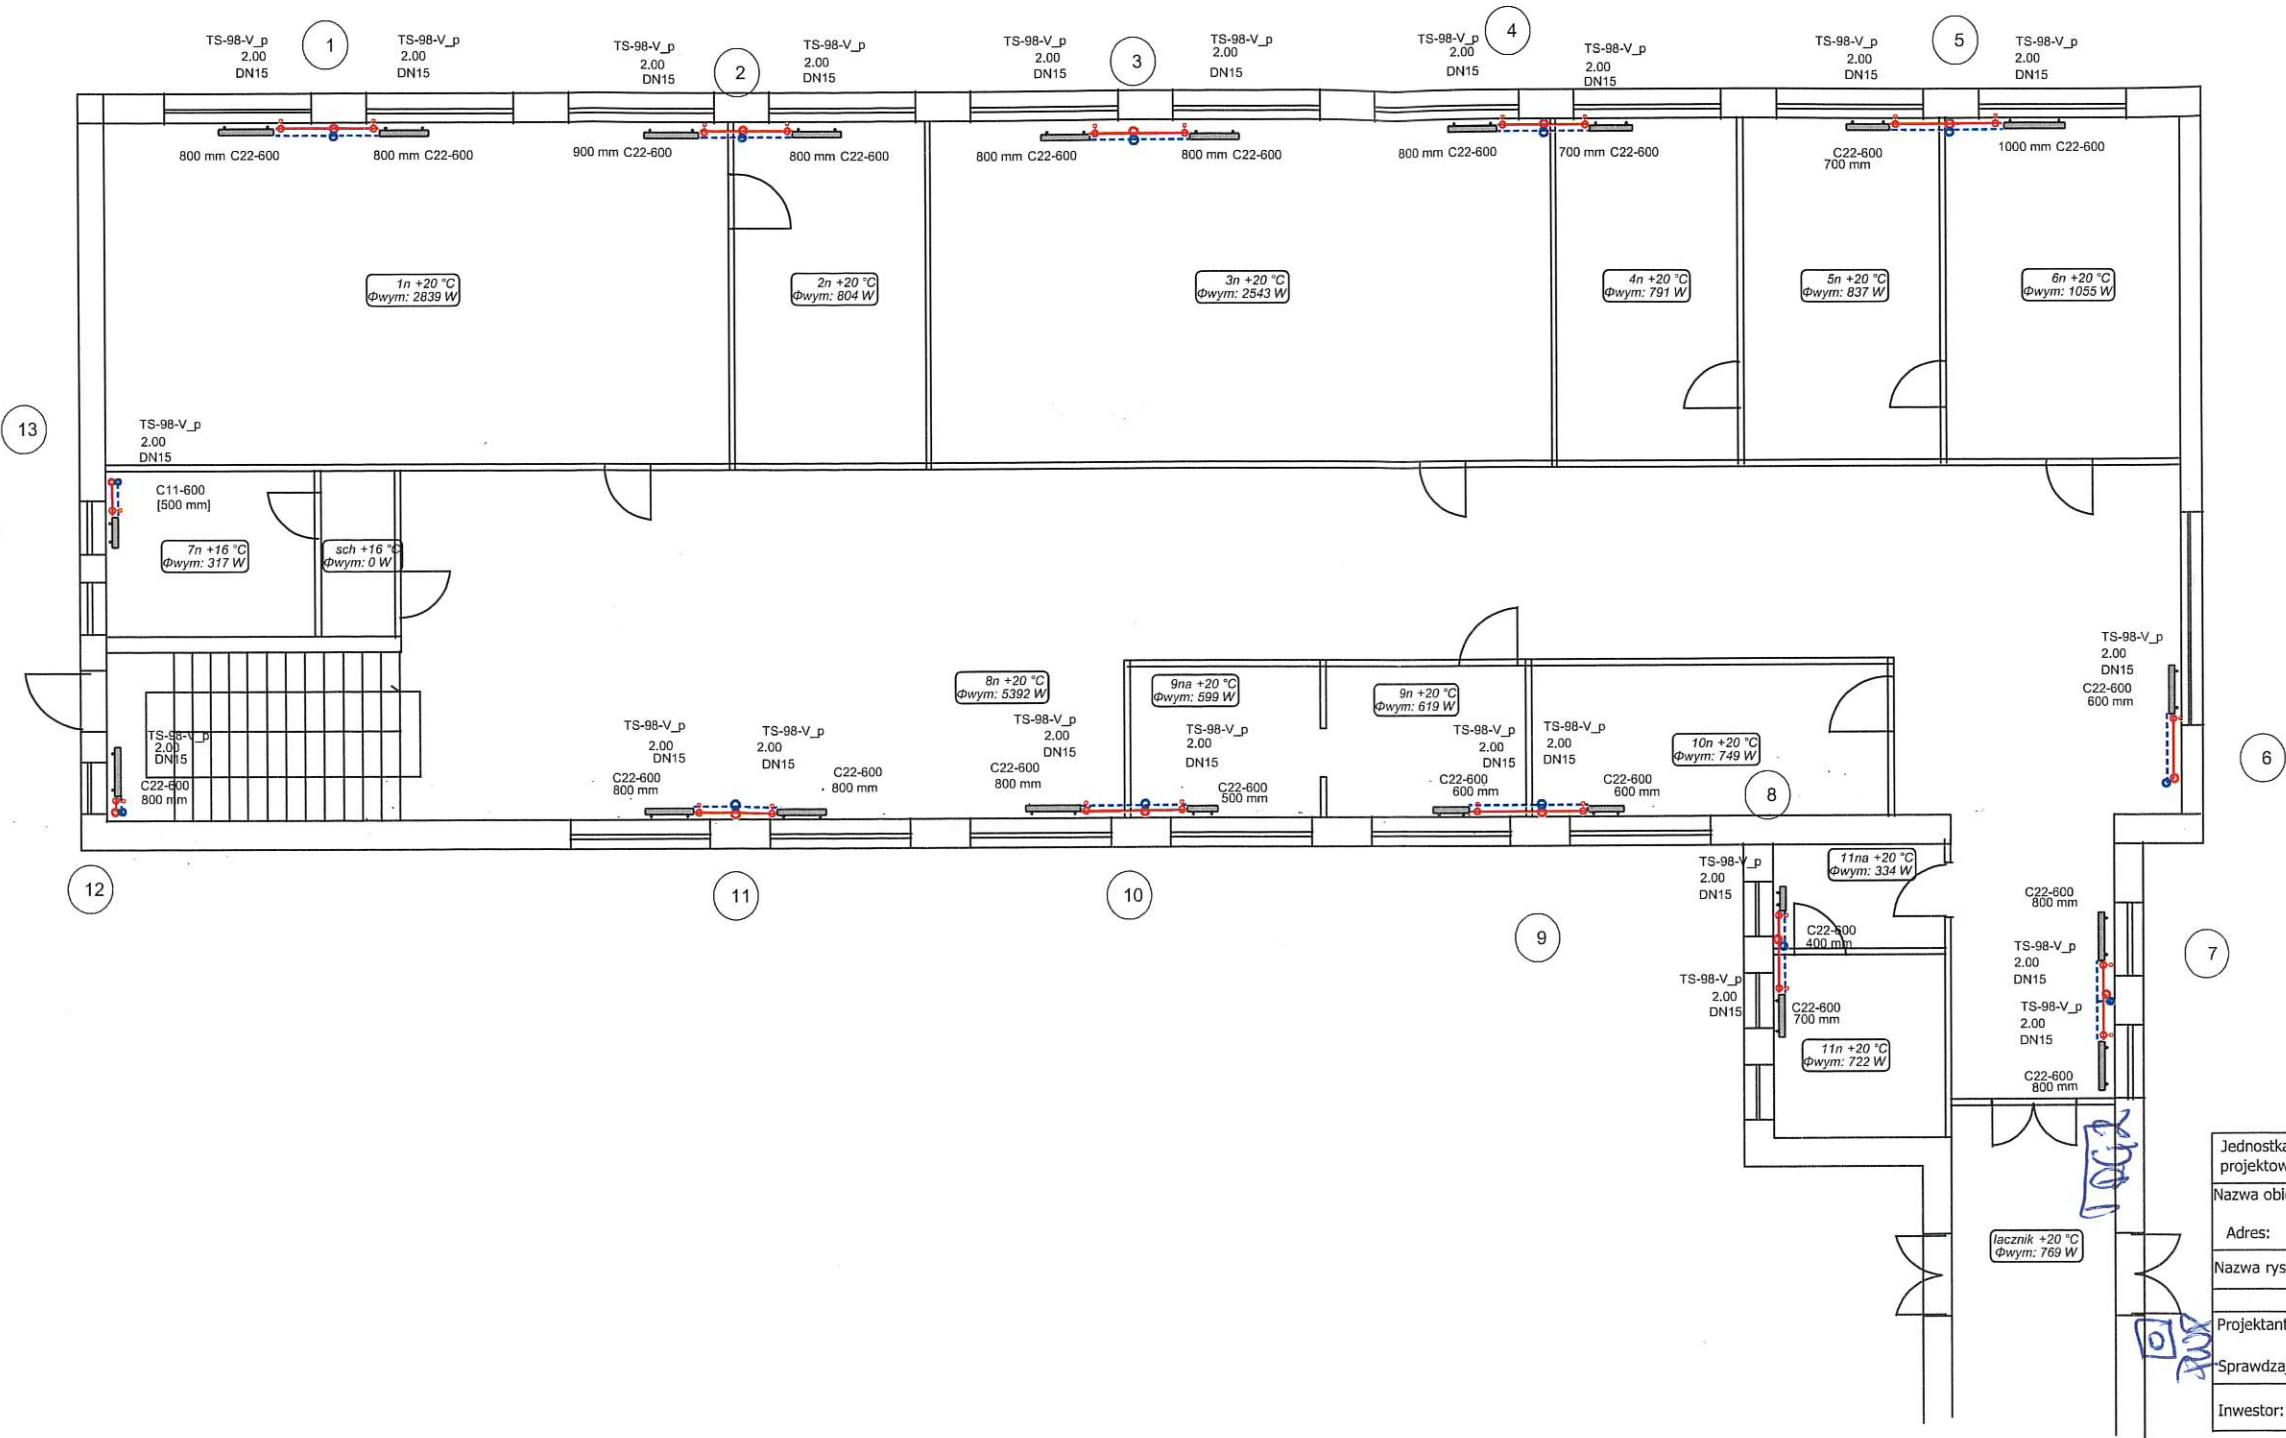 1
2
3
4
5
TS-98-V_p
2.00
DN15
TS-98-V_p
2.00
DN15
TS-98-V_p
2.00
DN15
TS-98-V_p
2.00
DN15
TS-98-V_p
2.00
DN15
TS-98-V_p
2.00
DN15
TS-98-V_p
2.00
DN15
TS-98-V_p
2.00
DN15
TS-98-V_p
2.00
DN15
TS-98-V_p
2.00
DN15
800 mm C22-600
800 mm C22-600
900 mm C22-600
800 mm C22-600
800 mm C22-600
800 mm C22-600
800 mm C22-600
700 mm C22-600
C22-600
700 mm
1000 mm C22-600
1n +20 °C
Φwym: 2839 W
2n +20 °C
Φwym: 804 W
3n +20 °C
Φwym: 2543 W
4n +20 °C
Φwym: 791 W
5n +20 °C
Φwym: 837 W
6n +20 °C
Φwym: 1055 W
13
TS-98-V_p
2.00
DN15
C11-600
[500 mm]
7n +16 °C
Φwym: 317 W
sch +16 °C
Φwym: 0 W
TS-98-V_p
2.00
DN15
C22-600
600 mm
8n +20 °C
Φwym: 5392 W
9na +20 °C
Φwym: 599 W
9n +20 °C
Φwym: 619 W
10n +20 °C
Φwym: 749 W
TS-98-V_p
2.00
DN15
C22-600
800 mm
TS-98-V_p
2.00
DN15
C22-600
800 mm
TS-98-V_p
2.00
DN15
C22-600
800 mm
TS-98-V_p
2.00
DN15
C22-600
800 mm
TS-98-V_p
2.00
DN15
C22-600
500 mm
TS-98-V_p
2.00
DN15
C22-600
600 mm
TS-98-V_p
2.00
DN15
C22-600
600 mm
8
6
12
11
10
9
7
TS-98-V_p
2.00
DN15
11na +20 °C
Φwym: 334 W
C22-600
400 mm
TS-98-V_p
2.00
DN15
C22-600
700 mm
11n +20 °C
Φwym: 722 W
C22-600
800 mm
TS-98-V_p
2.00
DN15
TS-98-V_p
2.00
DN15
C22-600
800 mm
lacznik +20 °C
Φwym: 769 W
Jednostka
Adres:
Projektant
Inwestor: